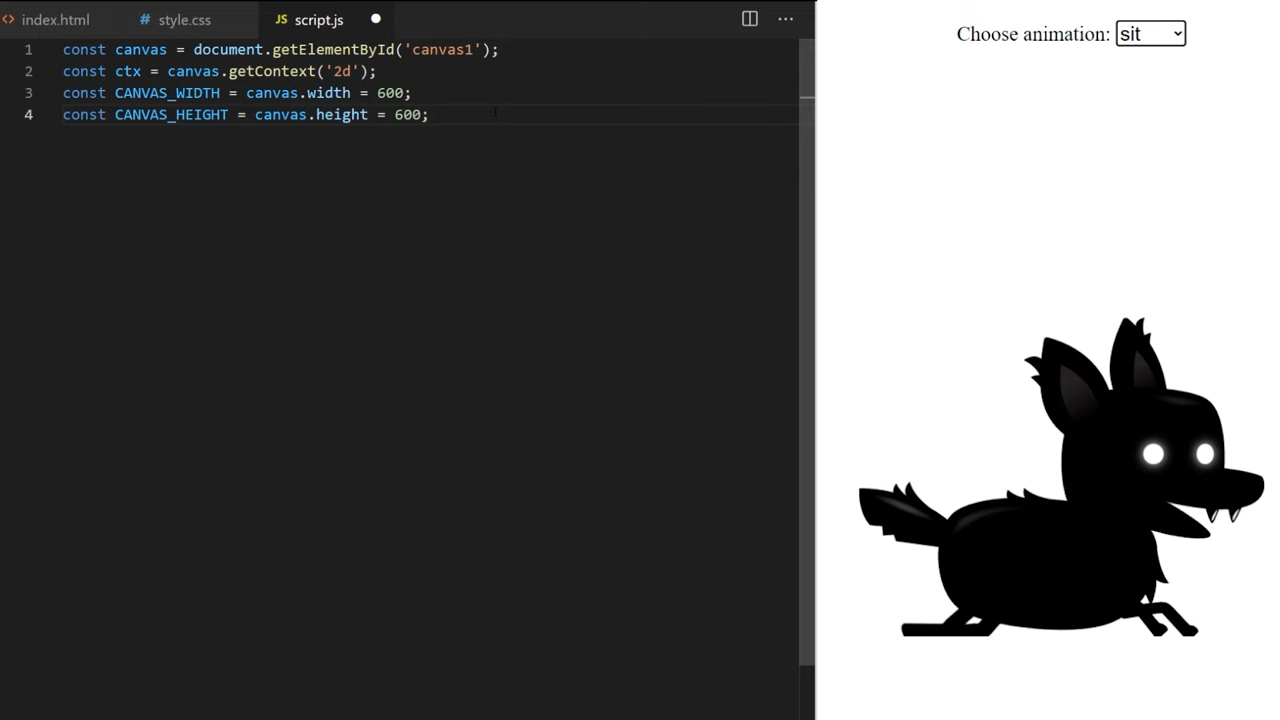 index.html
# style.css
JS script.js
1 const canvas = document.getElementById('canvas1');
2 const ctx = canvas.getContext('2d');
3 const CANVAS_WIDTH = canvas.width = 600;
4 const CANVAS_HEIGHT = canvas.height = 600;
Choose animation: sit